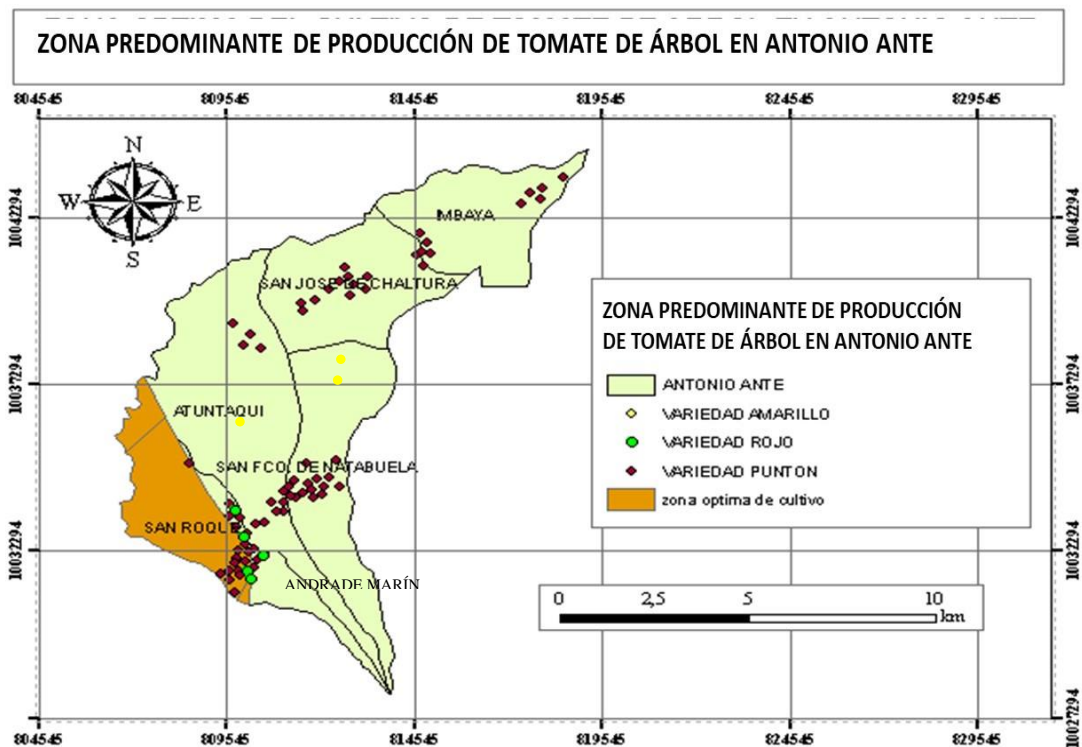 ZONA PREDOMINANTE DE PRODUCCIÓN DE TOMATE DE ÁRBOL EN ANTONIO ANTE
804545 809545 814545 819545 824545 829545
N
W E
S
10042294 10042294
IMBAYA
SAN JOSE DE CHALTURA
ZONA PREDOMINANTE DE PRODUCCIÓN
DE TOMATE DE ÁRBOL EN ANTONIO ANTE
10037294 10037294
ANTONIO ANTE
ATUNTAQUI
VARIEDAD AMARILLO
VARIEDAD ROJO
SAN FCO. DE NATABUELA
VARIEDAD PUNTON
zona optima de cultivo
SAN ROQUE
10032294 10032294
ANDRADE MARÍN
0 2,5 5 10
km
10027294
804545 809545 814545 819545 824545 829545